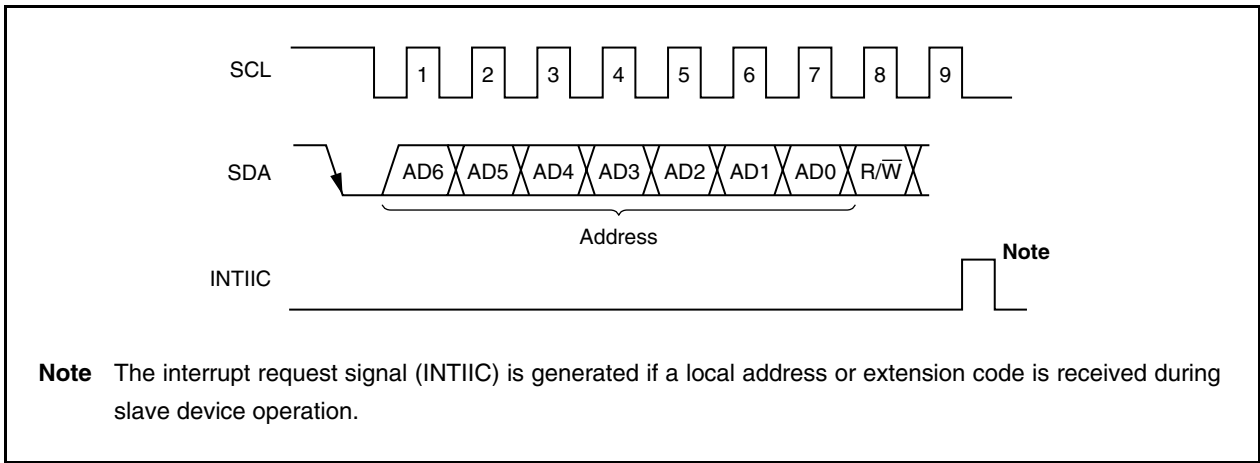 SCL 1 2 3 4 5 6 7 8 9
SDA AD6 AD5 AD4 AD3 AD2 AD1 AD0 R/W̅
Address
Note
INTIIC
Note The interrupt request signal (INTIIC) is generated if a local address or extension code is received during
slave device operation.